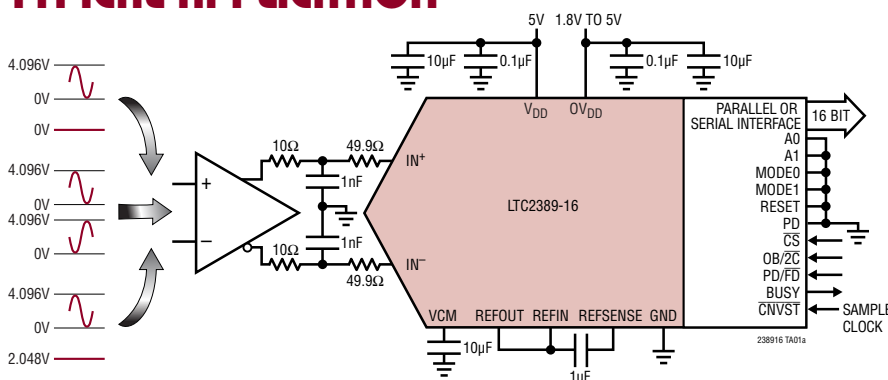 5V 1.8V TO 5V
10µF 0.1µF 0.1µF 10µF
4.096V
0V
0V
4.096V
0V
4.096V
0V
4.096V
0V
2.048V
10Ω 49.9Ω
1nF
1nF
10Ω
49.9Ω
+
–
VDD OVDD
IN+
LTC2389-16
IN–
VCM REFOUT REFIN REFSENSE GND
10µF
1µF
PARALLEL OR
SERIAL INTERFACE
16 BIT
A0
A1
MODE0
MODE1
RESET
PD
CS
OB/2C
PD/FD
BUSY
CNVST
SAMPLE
CLOCK
238916 TA01a